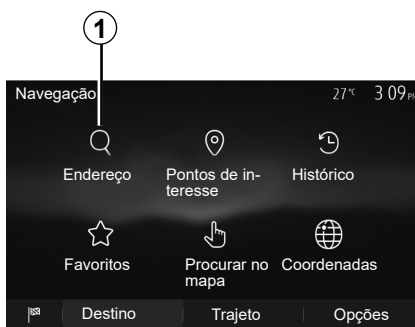 1
Navegação 27°C 3 09 PM
Endereço Pontos de in-
teresse Histórico
Favoritos Procurar no
mapa Coordenadas
Destino Trajeto Opções